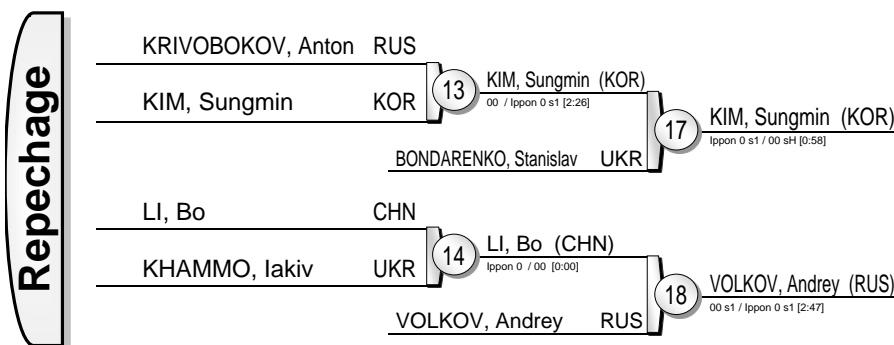 Repechage
KRIVOBOKOV, Anton RUS
KIM, Sungmin KOR
13
KIM, Sungmin (KOR)
00 / Ippon 0 s1 [2:26]
BONDARENKO, Stanislav UKR
17
KIM, Sungmin (KOR)
Ippon 0 s1 / 00 sH [0:58]
LI, Bo CHN
KHAMMO, Iakiv UKR
14
LI, Bo (CHN)
Ippon 0 / 00 [0:00]
VOLKOV, Andrey RUS
18
VOLKOV, Andrey (RUS)
00 s1 / Ippon 0 s1 [2:47]